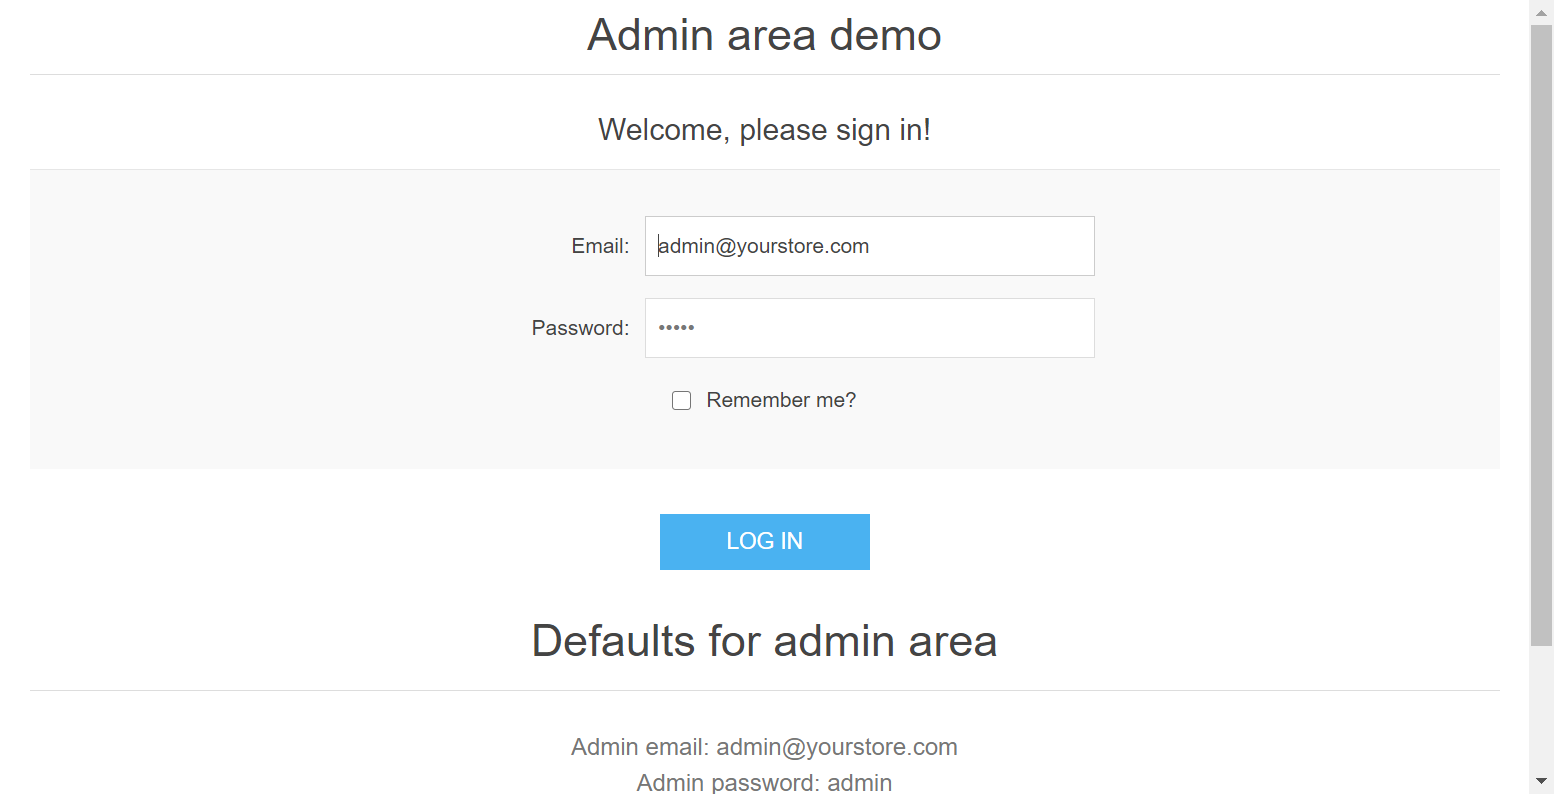 Admin area demo
Welcome, please sign in!
Email: admin@yourstore.com
Password: •••••
Remember me?
LOG IN
Defaults for admin area
Admin email: admin@yourstore.com
Admin password: admin